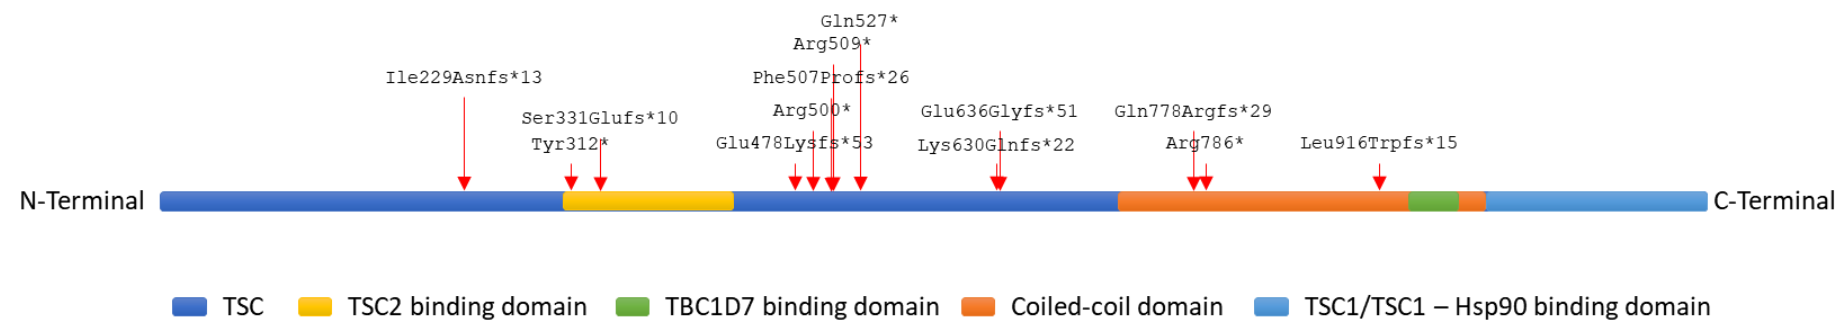 Gln527*
Arg509*
Ile229Asnfs*13
Phe507Profs*26
Ser331Glufs*10
Arg500*
Glu636Glyfs*51
Gln778Argfs*29
Tyr312*
Glu478Lysfs*53
Lys630Glnfs*22
Arg786*
Leu916Trpfs*15
N-Terminal
C-Terminal
TSC
TSC2 binding domain
TBC1D7 binding domain
Coiled-coil domain
TSC1/TSC1 – Hsp90 binding domain